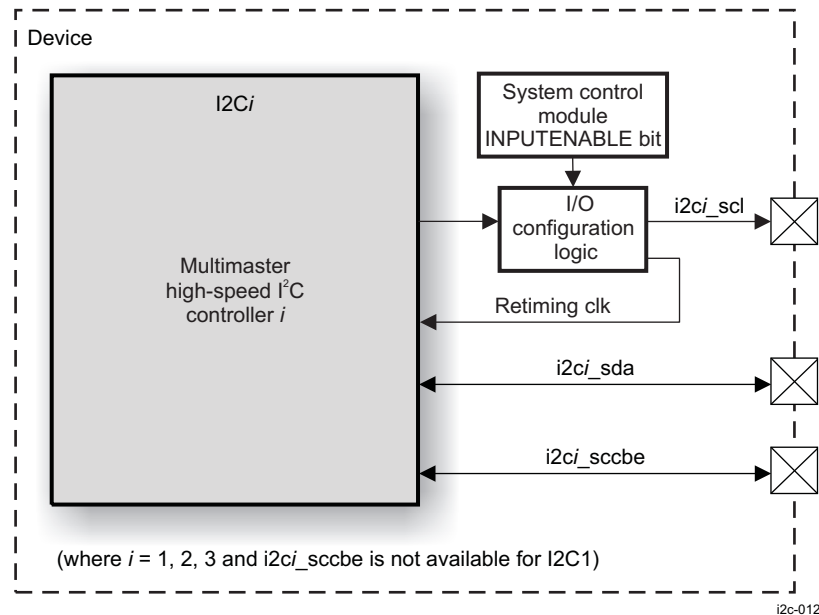 Device
I2Ci
System control
module
INPUTENABLE bit
I/O
configuration
logic
i2ci_scl
Multimaster
high-speed I²C
controller i
Retiming clk
i2ci_sda
i2ci_sccbe
(where i = 1, 2, 3 and i2ci_sccbe is not available for I2C1)
i2c-012